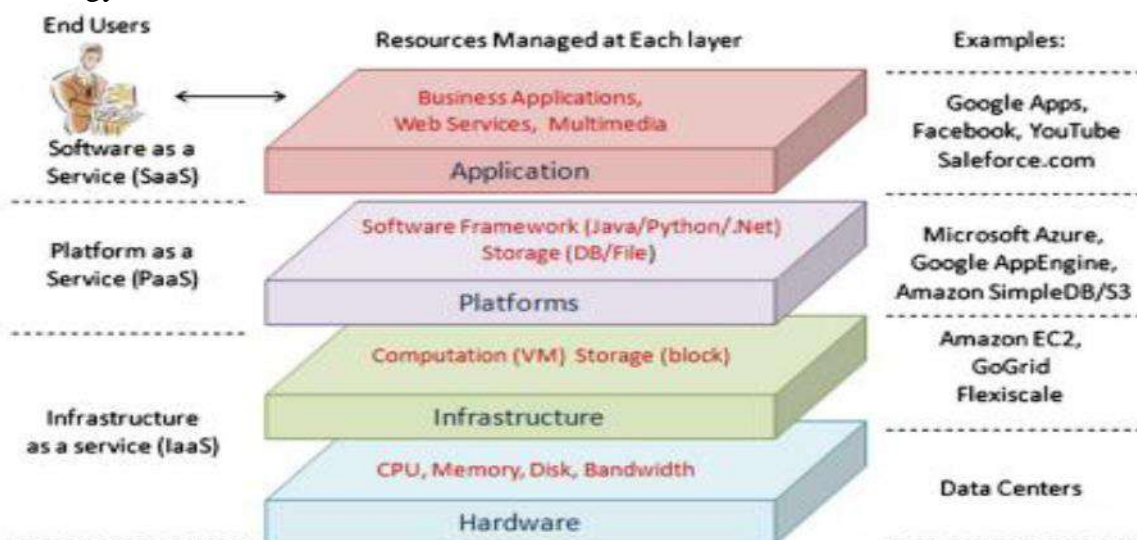 End Users
Resources Managed at Each layer
Examples:
Business Applications,
Web Services, Multimedia
Application
Software as a
Service (SaaS)
Google Apps,
Facebook, YouTube
Saleforce.com
Software Framework (Java/Python/.Net)
Storage (DB/File)
Platforms
Platform as a
Service (PaaS)
Microsoft Azure,
Google AppEngine,
Amazon SimpleDB/S3
Computation (VM) Storage (block)
Infrastructure
Amazon EC2,
GoGrid
Flexiscale
Infrastructure
as a service (IaaS)
CPU, Memory, Disk, Bandwidth
Hardware
Data Centers